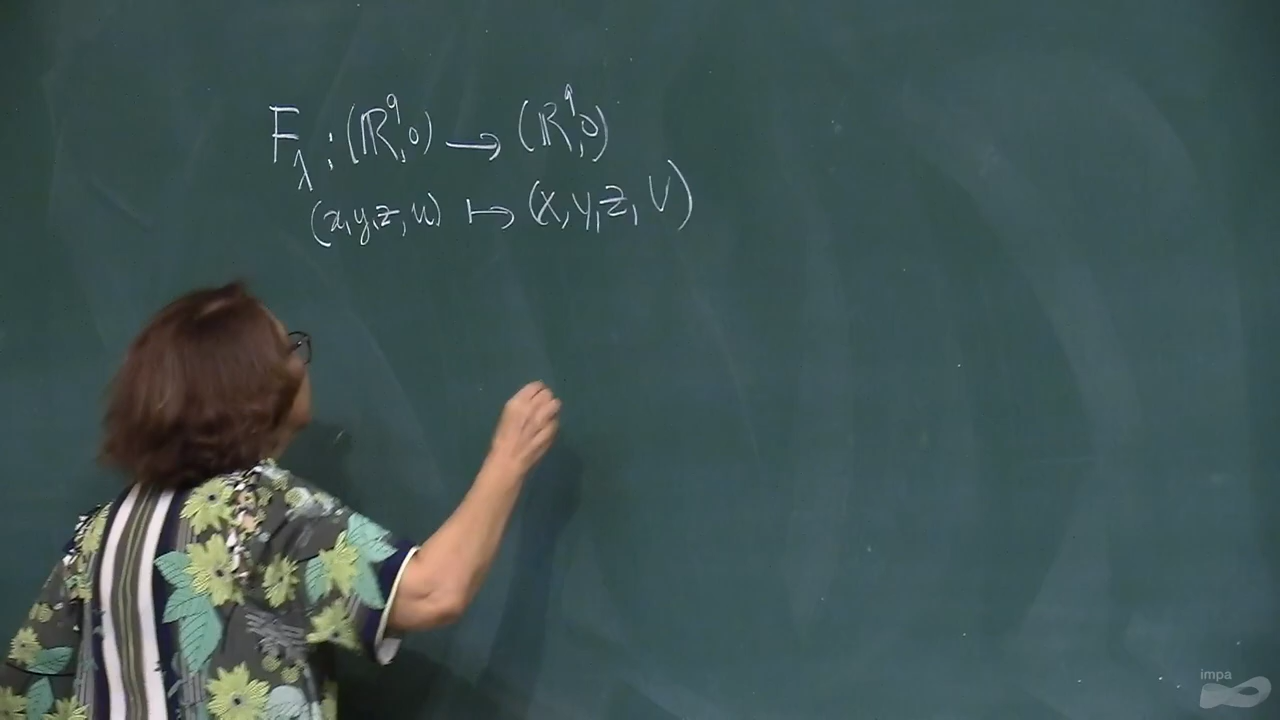 F_λ : (ℝ⁹, 0) → (ℝ⁹, 0)
(x, y, z, u) ↦ (X, Y, Z, U)
impa